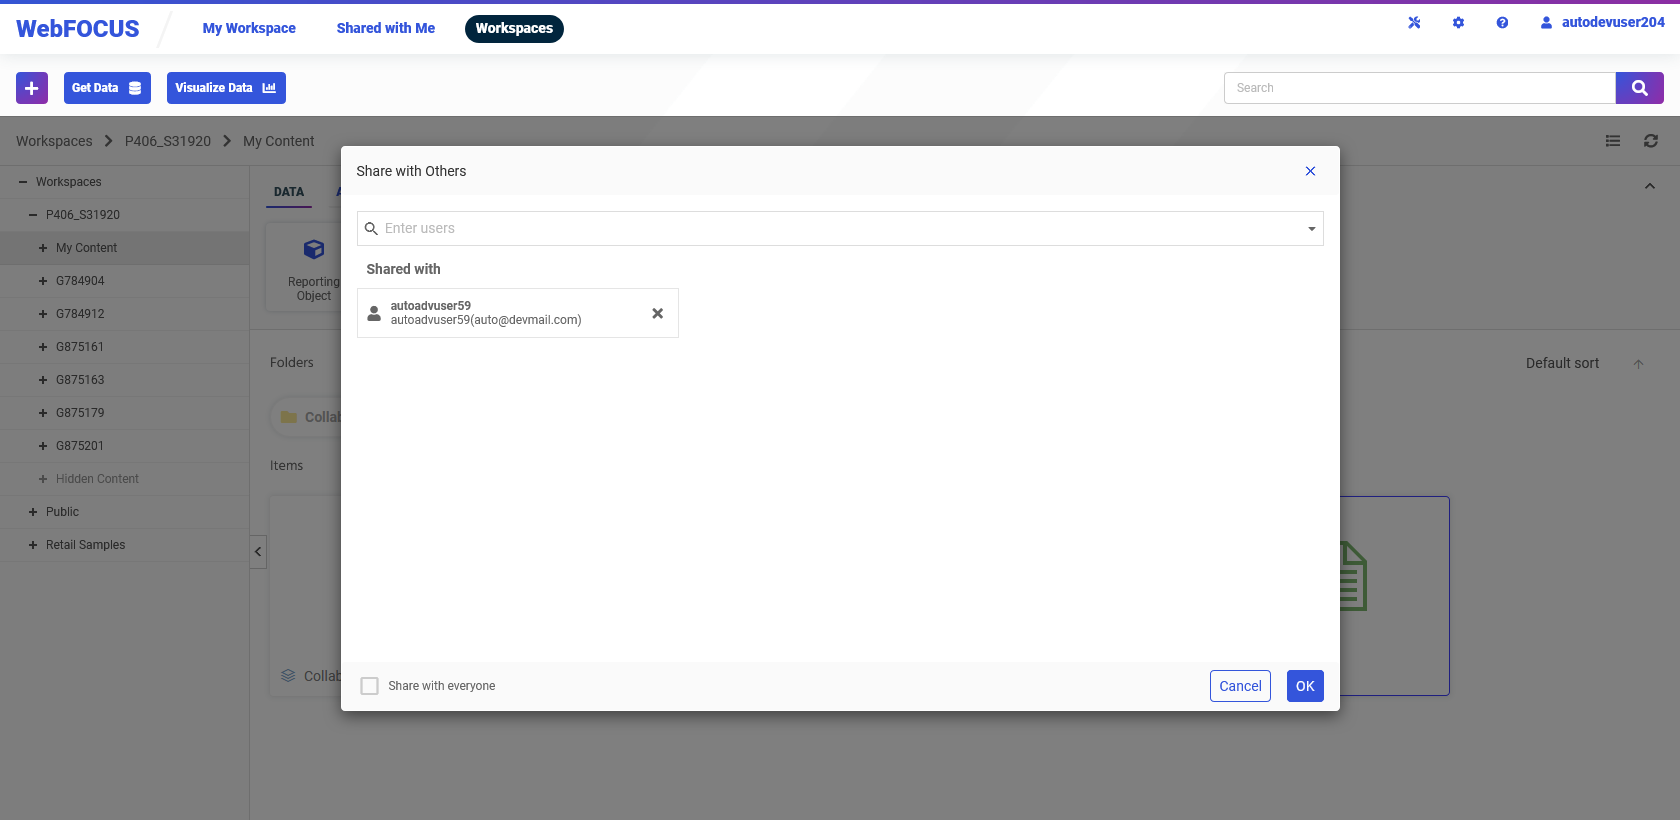 WebFOCUS
My Workspace
Shared with Me
Workspaces
autodevuser204
Get Data
Visualize Data
Search
Workspaces
P406_S31920
My Content
Share with Others
Enter users
Shared with
autoadvuser59
autoadvuser59(auto@devmail.com)
Share with everyone
Cancel
OK
Workspaces
P406_S31920
My Content
G784904
G784912
G875161
G875163
G875179
G875201
Hidden Content
Public
Retail Samples
DATA
Reporting
Object
Folders
Default sort
Items